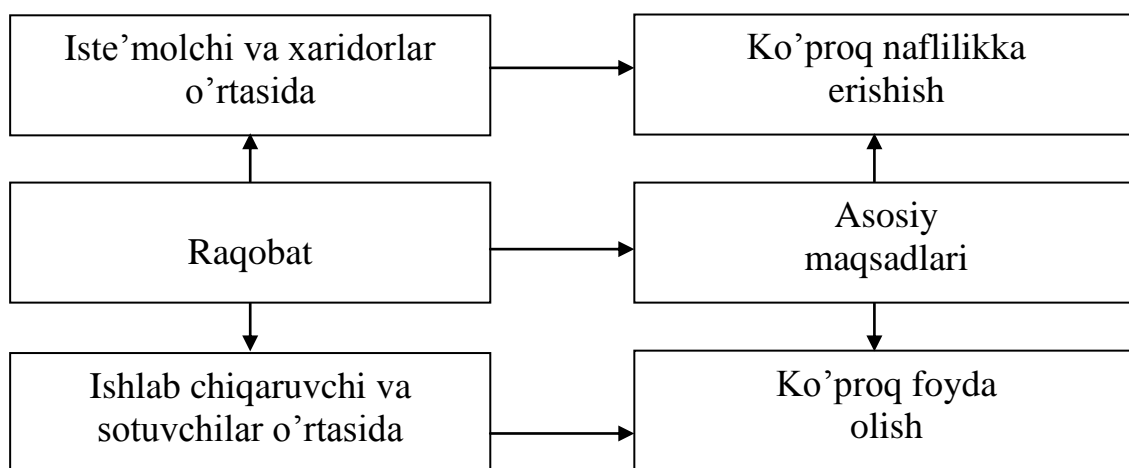 Iste’molchi va xaridorlar
o’rtasida
Ko’proq naflilikka
erishish
Raqobat
Asosiy
maqsadlari
Ishlab chiqaruvchi va
sotuvchilar o’rtasida
Ko’proq foyda
olish